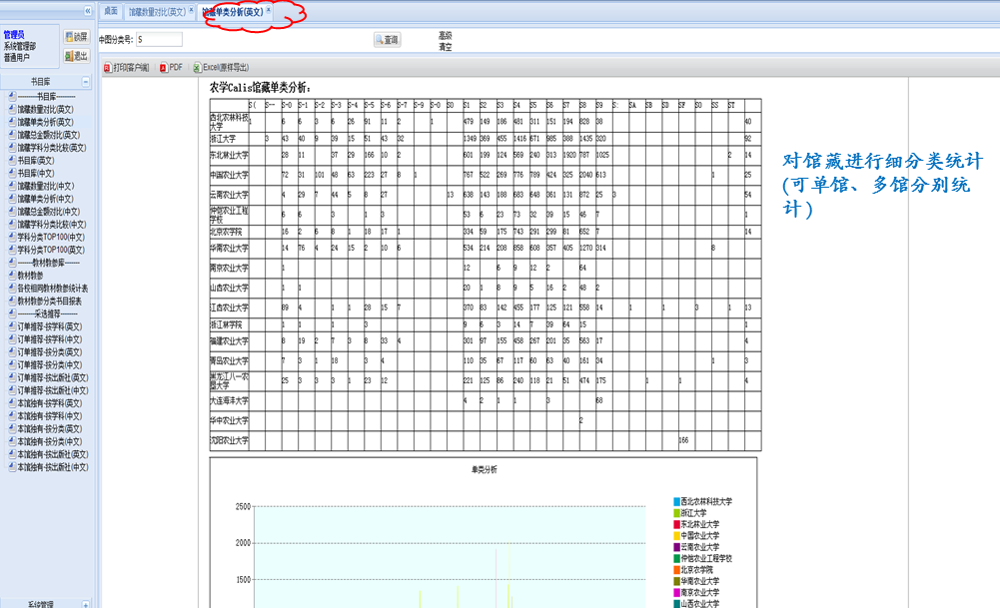 桌面 馆藏数量对比(英文) 馆藏单类分析(英文)
管理员
系统管理部
普通用户
锁屏
退出
中图分类号: S 查询 高级
清空
书目库
打印[客户端] PDF Excel(原样导出)
----------书目库----------
馆藏数量对比(英文)
馆藏单类分析(英文)
馆藏总金额对比(英文)
馆藏学科分类比较(英文)
书目库(英文)
书目库(中文)
馆藏数量对比(中文)
馆藏单类分析(中文)
馆藏总金额对比(中文)
馆藏学科分类比较(中文)
学科分类TOP100(中文)
学科分类TOP100(英文)
-------教材教参库-------
教材教参
各校相同教材教参统计表
教材教参分类书目报表
--------采选推荐--------
订单推荐-按学科(英文)
订单推荐-按学科(中文)
订单推荐-按分类(英文)
订单推荐-按分类(中文)
订单推荐-按出版社(英文)
订单推荐-按出版社(中文)
本馆独有-按学科(英文)
本馆独有-按学科(中文)
本馆独有-按分类(英文)
本馆独有-按分类(中文)
本馆独有-按出版社(英文)
本馆独有-按出版社(中文)
系统管理
农学Calis馆藏单类分析:
S( S-- S-0 S-1 S-2 S-3 S-4 S-5 S-6 S-7 S-9 S-O S0 S1 S2 S3 S4 S5 S6 S7 S8 S9 S: SA SB SD SF SO SS ST
西北农林科技大学 1 6 6 3 6 26 91 11 2 1 479 149 186 481 311 151 194 828 38 40
浙江大学 3 43 40 9 39 15 51 43 32 1349 369 455 1416 671 985 388 1435 320 92
东北林业大学 28 11 37 29 166 10 2 601 199 124 569 240 313 1920 787 1025 2 14
中国农业大学 72 31 101 48 63 223 27 8 1 767 522 269 776 789 424 325 2040 613 1 25
云南农业大学 4 29 7 44 5 8 27 13 638 143 188 683 648 361 131 872 25 3 54
仲恺农业工程学校 6 6 3 1 3 53 6 23 73 32 39 15 46 7 1
北京农学院 16 2 6 8 1 18 17 1 334 59 175 743 291 299 81 652 7 14
华南农业大学 14 76 4 24 15 2 10 6 534 214 208 858 608 357 405 1270 314 8
南京农业大学 1 12 6 9 12 2 64
山西农业大学 1 1 20 1 8 9 5 16 2 48 2
江西农业大学 89 4 1 1 28 15 7 370 83 142 455 177 125 121 558 14 1 1 3 1 13
浙江林学院 1 1 1 3 9 6 3 14 7 39 64 15 1
福建农业大学 8 19 2 7 3 8 33 4 301 97 155 458 267 201 35 563 17 4
青岛农业大学 7 3 1 18 3 4 110 35 67 117 60 63 40 161 34 1 3
黑龙江八一农垦大学 25 3 3 3 1 23 12 221 125 86 240 118 21 51 474 175 1 1 4
大连海洋大学 4 2 1 1 3 68
华中农业大学 2
沈阳农业大学 166
对馆藏进行细分类统计
(可单馆、多馆分别统
计)
单类分析
2500
2000
1500
西北农林科技大学
浙江大学
东北林业大学
中国农业大学
云南农业大学
仲恺农业工程学校
北京农学院
华南农业大学
南京农业大学
山西农业大学